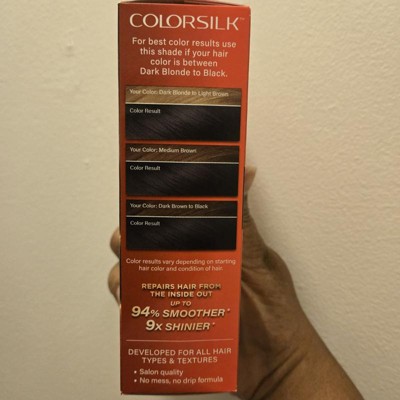 COLORSILK™
For best color results use
this shade if your hair
color is between
Dark Blonde to Black.
Your Color: Dark Blonde to Light Brown
Color Result
Your Color: Medium Brown
Color Result
Your Color: Dark Brown to Black
Color Result
Color results vary depending on starting
hair color and condition of hair.
REPAIRS HAIR FROM
THE INSIDE OUT
UP TO
94% SMOOTHER*
9X SHINIER*
DEVELOPED FOR ALL HAIR
TYPES & TEXTURES
• Salon quality
• No mess, no drip formula